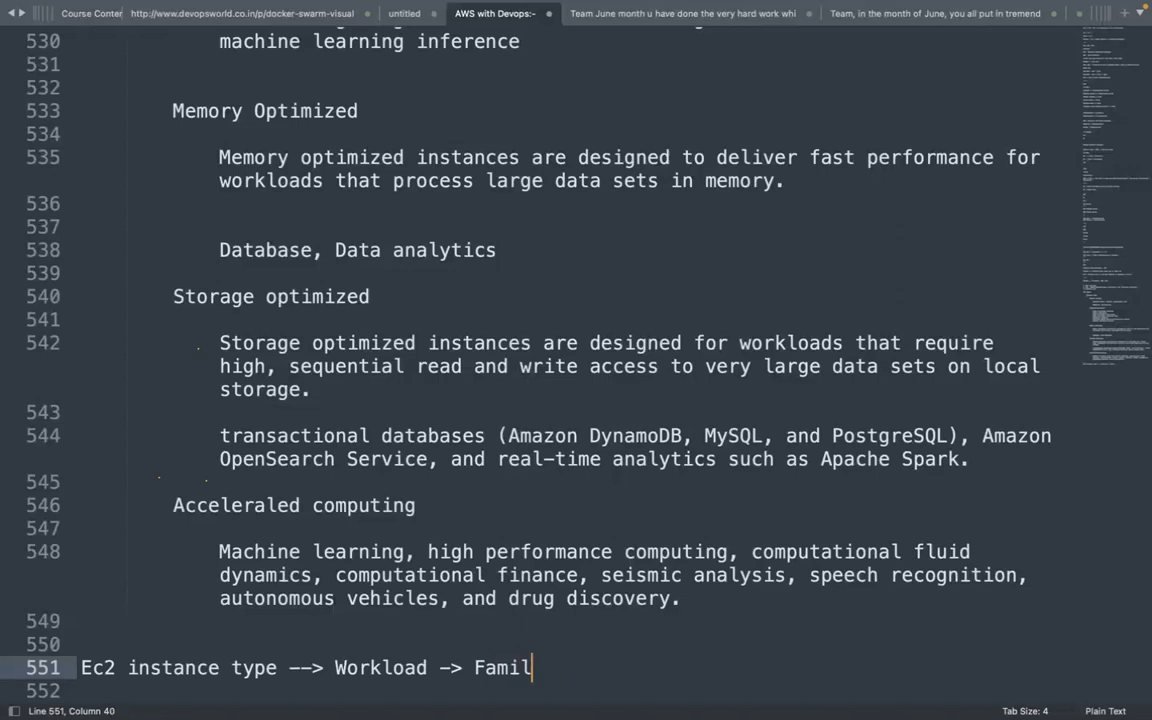 Course Center http://www.devopsworld.co.in/p/docker-swarm-visual untitled AWS with Devops:- Team June month u have done the very hard work whi Team, in the month of June, you all put in tremend
530 machine learning inference
531
532
533 Memory Optimized
534
535 Memory optimized instances are designed to deliver fast performance for
workloads that process large data sets in memory.
536
537
538 Database, Data analytics
539
540 Storage optimized
541
542 Storage optimized instances are designed for workloads that require
high, sequential read and write access to very large data sets on local
storage.
543
544 transactional databases (Amazon DynamoDB, MySQL, and PostgreSQL), Amazon
OpenSearch Service, and real-time analytics such as Apache Spark.
545
546 Acceleraled computing
547
548 Machine learning, high performance computing, computational fluid
dynamics, computational finance, seismic analysis, speech recognition,
autonomous vehicles, and drug discovery.
549
550
551 Ec2 instance type --> Workload -> Famil
552
Line 551, Column 40 Tab Size: 4 Plain Text